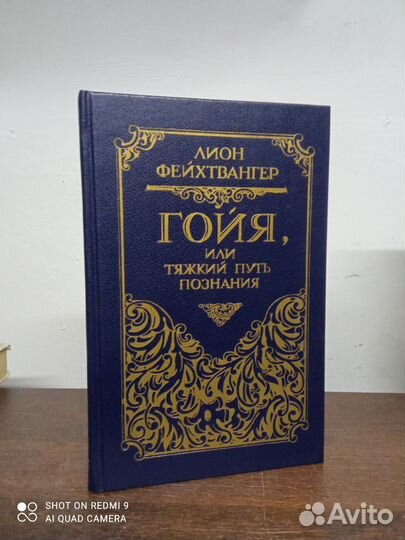 ЛИОН
ФЕЙХТВАНГЕР
ГОЙЯ,
ИЛИ
ТЯЖКИЙ ПУТЬ
ПОЗНАНИЯ
SHOT ON REDMI 9
AI QUAD CAMERA
Avito